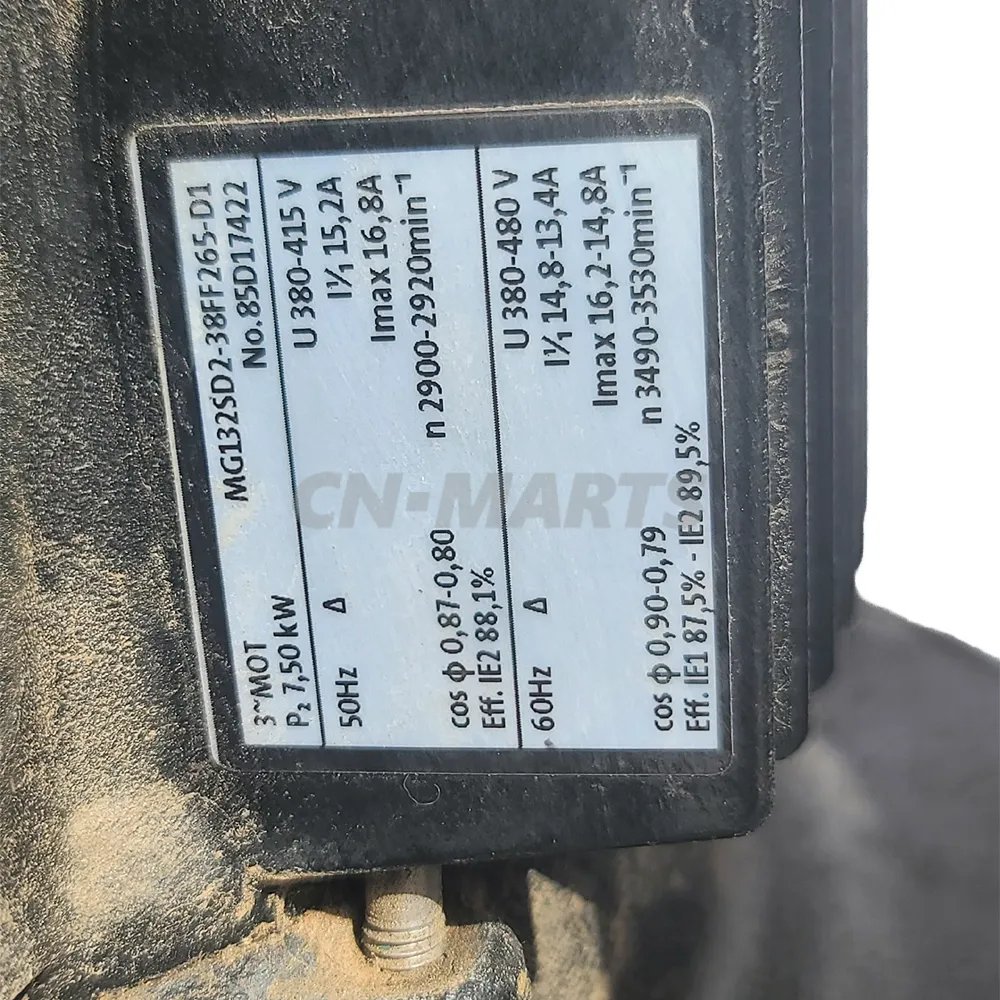 3~MOT MG132SD2-38FF265-D1
P₂ 7,50 kW No.85D17422
50Hz Δ U 380-415 V
I¹/₁ 15,2A
Imax 16,8A
cos ϕ 0,87-0,80 n 2900-2920min⁻¹
Eff. IE2 88,1%
60Hz Δ U 380-480 V
I¹/₁ 14,8-13,4A
Imax 16,2-14,8A
cos ϕ 0,90-0,79 n 3490-3530min⁻¹
Eff. IE1 87,5% - IE2 89,5%
CN-MARTS